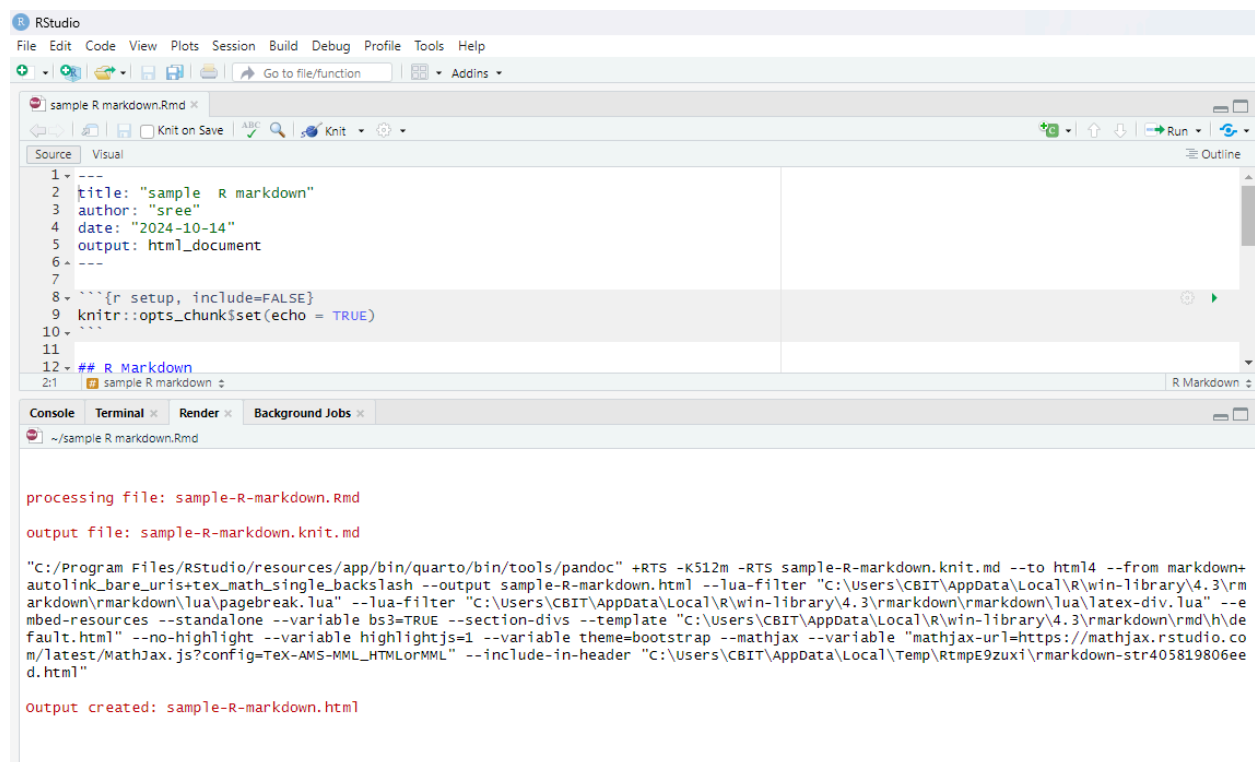 RStudio
File Edit Code View Plots Session Build Debug Profile Tools Help
Go to file/function Addins
sample R markdown.Rmd
Knit on Save ABC Knit Run
Source Visual Outline
1 ---
2 title: "sample  R markdown"
3 author: "sree"
4 date: "2024-10-14"
5 output: html_document
6 ---
7
8 ```{r setup, include=FALSE}
9 knitr::opts_chunk$set(echo = TRUE)
10 ```
11
12 ## R Markdown
2:1 # sample R markdown R Markdown
Console Terminal Render Background Jobs
~/sample R markdown.Rmd
processing file: sample-R-markdown.Rmd
output file: sample-R-markdown.knit.md
"C:/Program Files/RStudio/resources/app/bin/quarto/bin/tools/pandoc" +RTS -K512m -RTS sample-R-markdown.knit.md --to html4 --from markdown+
autolink_bare_uris+tex_math_single_backslash --output sample-R-markdown.html --lua-filter "C:\Users\CBIT\AppData\Local\R\win-library\4.3\rm
arkdown\rmarkdown\lua\pagebreak.lua" --lua-filter "C:\Users\CBIT\AppData\Local\R\win-library\4.3\rmarkdown\rmarkdown\lua\latex-div.lua" --e
mbed-resources --standalone --variable bs3=TRUE --section-divs --template "C:\Users\CBIT\AppData\Local\R\win-library\4.3\rmarkdown\rmd\h\de
fault.html" --no-highlight --variable highlightjs=1 --variable theme=bootstrap --mathjax --variable "mathjax-url=https://mathjax.rstudio.co
m/latest/MathJax.js?config=TeX-AMS-MML_HTMLorMML" --include-in-header "C:\Users\CBIT\AppData\Local\Temp\RtmpE9zuxi\rmarkdown-str405819806ee
d.html"
Output created: sample-R-markdown.html